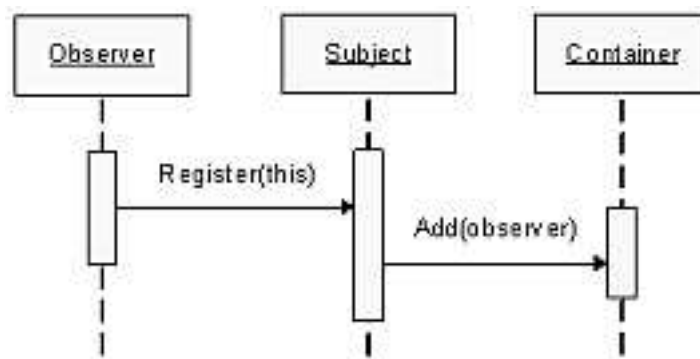 Observer
Subject
Container
Register(this)
Add(observer)